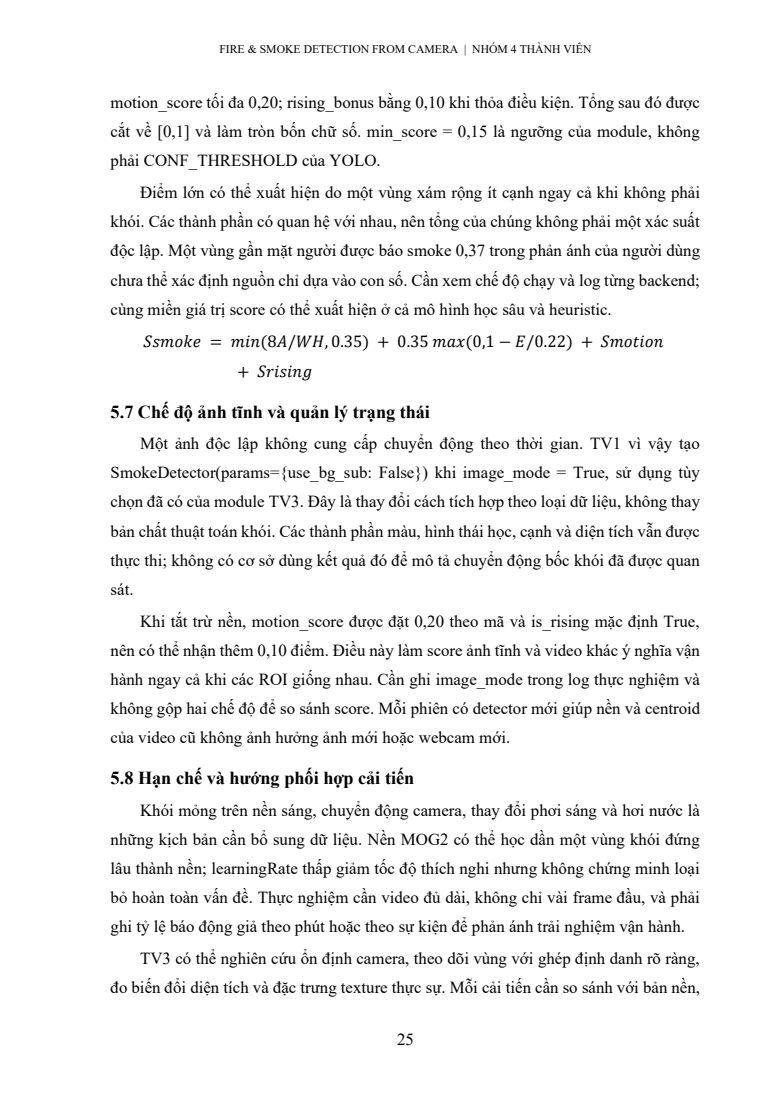 FIRE & SMOKE DETECTION FROM CAMERA | NHÓM 4 THÀNH VIÊN
motion_score tối đa 0,20; rising_bonus bằng 0,10 khi thỏa điều kiện. Tổng sau đó được
cắt về [0,1] và làm tròn bốn chữ số. min_score = 0,15 là ngưỡng của module, không
phải CONF_THRESHOLD của YOLO.
Điểm lớn có thể xuất hiện do một vùng xám rộng ít cạnh ngay cả khi không phải
khói. Các thành phần có quan hệ với nhau, nên tổng của chúng không phải một xác suất
độc lập. Một vùng gần mặt người được báo smoke 0,37 trong phản ánh của người dùng
chưa thể xác định nguồn chỉ dựa vào con số. Cần xem chế độ chạy và log từng backend;
cùng miền giá trị score có thể xuất hiện ở cả mô hình học sâu và heuristic.
Ssmoke = min(8A/WH, 0.35) + 0.35 max(0,1 − E/0.22) + Smotion
+ Srising
5.7 Chế độ ảnh tĩnh và quản lý trạng thái
Một ảnh độc lập không cung cấp chuyển động theo thời gian. TV1 vì vậy tạo
SmokeDetector(params={use_bg_sub: False}) khi image_mode = True, sử dụng tùy
chọn đã có của module TV3. Đây là thay đổi cách tích hợp theo loại dữ liệu, không thay
bản chất thuật toán khói. Các thành phần màu, hình thái học, cạnh và diện tích vẫn được
thực thi; không có cơ sở dùng kết quả đó để mô tả chuyển động bốc khói đã được quan
sát.
Khi tắt trừ nền, motion_score được đặt 0,20 theo mã và is_rising mặc định True,
nên có thể nhận thêm 0,10 điểm. Điều này làm score ảnh tĩnh và video khác ý nghĩa vận
hành ngay cả khi các ROI giống nhau. Cần ghi image_mode trong log thực nghiệm và
không gộp hai chế độ để so sánh score. Mỗi phiên có detector mới giúp nền và centroid
của video cũ không ảnh hưởng ảnh mới hoặc webcam mới.
5.8 Hạn chế và hướng phối hợp cải tiến
Khói mỏng trên nền sáng, chuyển động camera, thay đổi phơi sáng và hơi nước là
những kịch bản cần bổ sung dữ liệu. Nền MOG2 có thể học dần một vùng khói đứng
lâu thành nền; learningRate thấp giảm tốc độ thích nghi nhưng không chứng minh loại
bỏ hoàn toàn vấn đề. Thực nghiệm cần video đủ dài, không chỉ vài frame đầu, và phải
ghi tỷ lệ báo động giả theo phút hoặc theo sự kiện để phản ánh trải nghiệm vận hành.
TV3 có thể nghiên cứu ổn định camera, theo dõi vùng với ghép định danh rõ ràng,
đo biến đổi diện tích và đặc trưng texture thực sự. Mỗi cải tiến cần so sánh với bản nền,
25